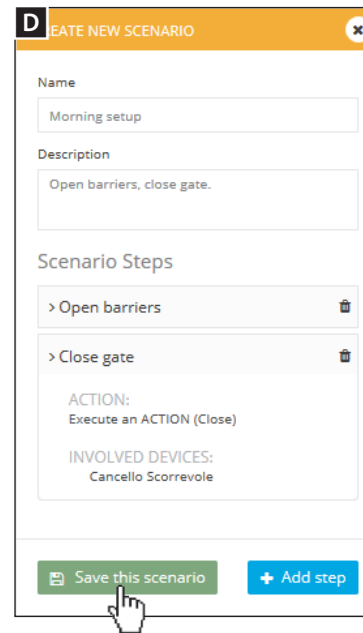 D
EATE NEW SCENARIO
Name
Morning setup
Description
Open barriers, close gate.
Scenario Steps
> Open barriers
> Close gate
ACTION:
Execute an ACTION (Close)
INVOLVED DEVICES:
Cancello Scorrevole
Save this scenario
+ Add step